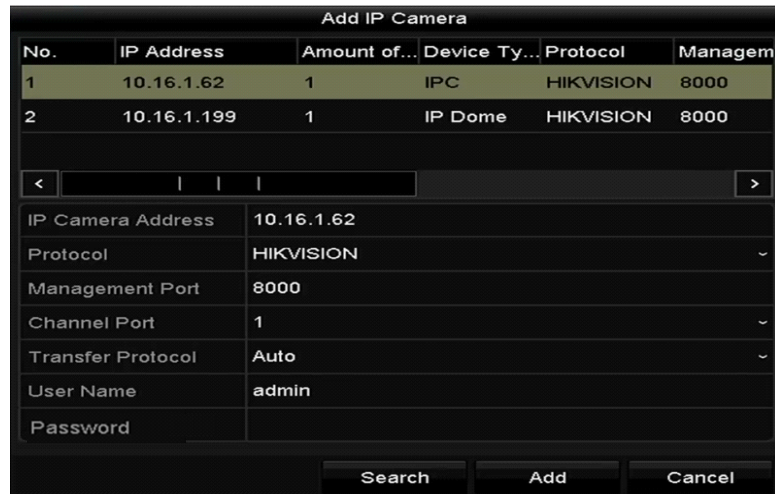 Add IP Camera
No. IP Address Amount of... Device Ty... Protocol Managem
1 10.16.1.62 1 IPC HIKVISION 8000
2 10.16.1.199 1 IP Dome HIKVISION 8000
IP Camera Address 10.16.1.62
Protocol HIKVISION
Management Port 8000
Channel Port 1
Transfer Protocol Auto
User Name admin
Password
Search Add Cancel